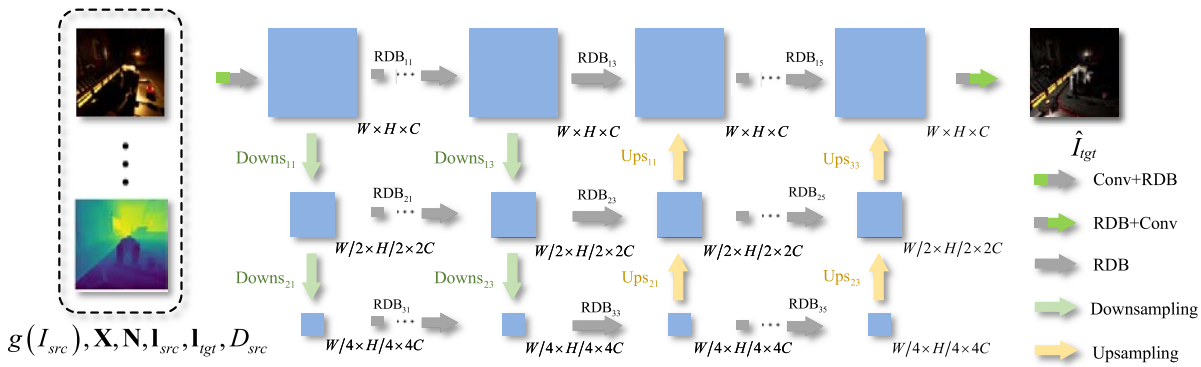 RDB₁₁ ... RDB₁₃ RDB₁₅ ...
W×H×C W×H×C W×H×C W×H×C
Îtgt
Downs₁₁ Downs₁₃ Ups₁₁ Ups₃₃
Conv+RDB
RDB₂₁ ... RDB₂₃ RDB₂₅ ...
RDB+Conv
W/2×H/2×2C W/2×H/2×2C W/2×H/2×2C W/2×H/2×2C
RDB
Downs₂₁ Downs₂₃ Ups₂₁ Ups₂₃
RDB₃₁ ... RDB₃₃ RDB₃₅ ...
Downsampling
W/4×H/4×4C W/4×H/4×4C W/4×H/4×4C W/4×H/4×4C
Upsampling
g(Isrc), X, N, lsrc, ltgt, Dsrc